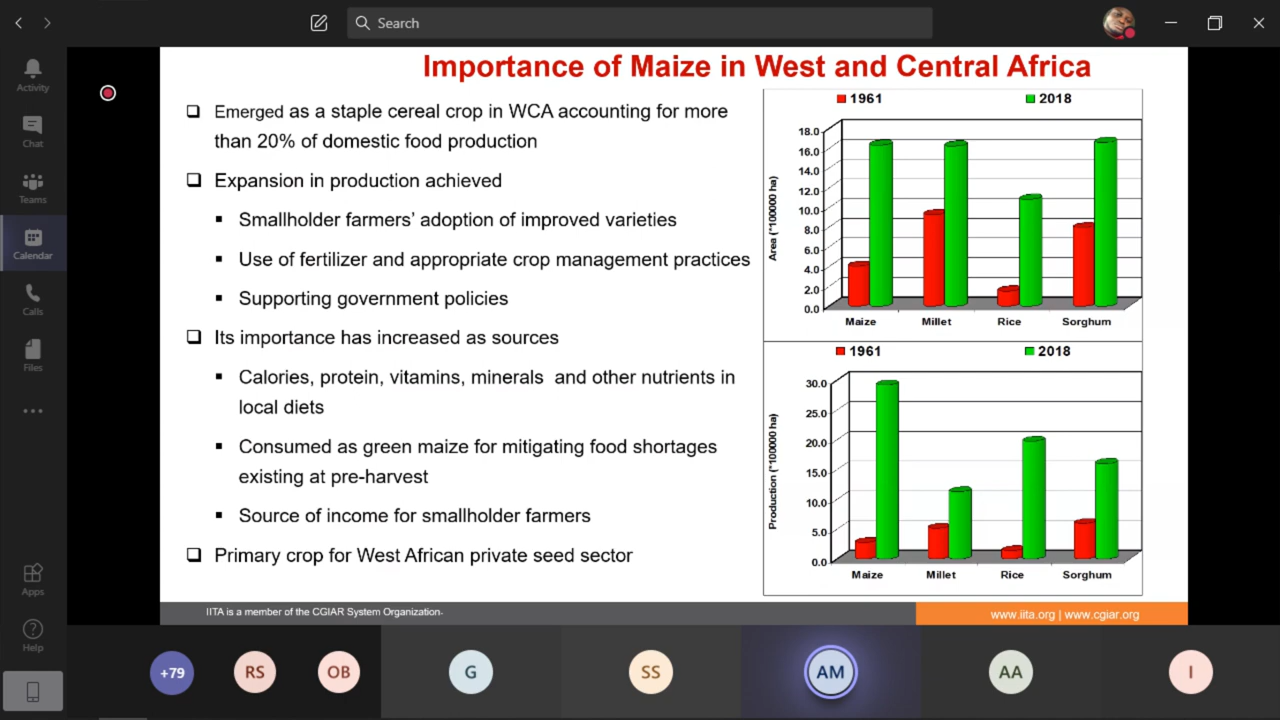 Search
Activity
Chat
Teams
Calendar
Calls
Files
Apps
Help
Importance of Maize in West and Central Africa
Emerged as a staple cereal crop in WCA accounting for more
than 20% of domestic food production
Expansion in production achieved
Smallholder farmers' adoption of improved varieties
Use of fertilizer and appropriate crop management practices
Supporting government policies
Its importance has increased as sources
Calories, protein, vitamins, minerals and other nutrients in
local diets
Consumed as green maize for mitigating food shortages
existing at pre-harvest
Source of income for smallholder farmers
Primary crop for West African private seed sector
1961 2018
Area (*100000 ha)
18.0
16.0
14.0
12.0
10.0
8.0
6.0
4.0
2.0
0.0
Maize Millet Rice Sorghum
1961 2018
Production (*100000 ha)
30.0
25.0
20.0
15.0
10.0
5.0
0.0
Maize Millet Rice Sorghum
IITA is a member of the CGIAR System Organization.
www.iita.org | www.cgiar.org
+79 RS OB G SS AM AA I